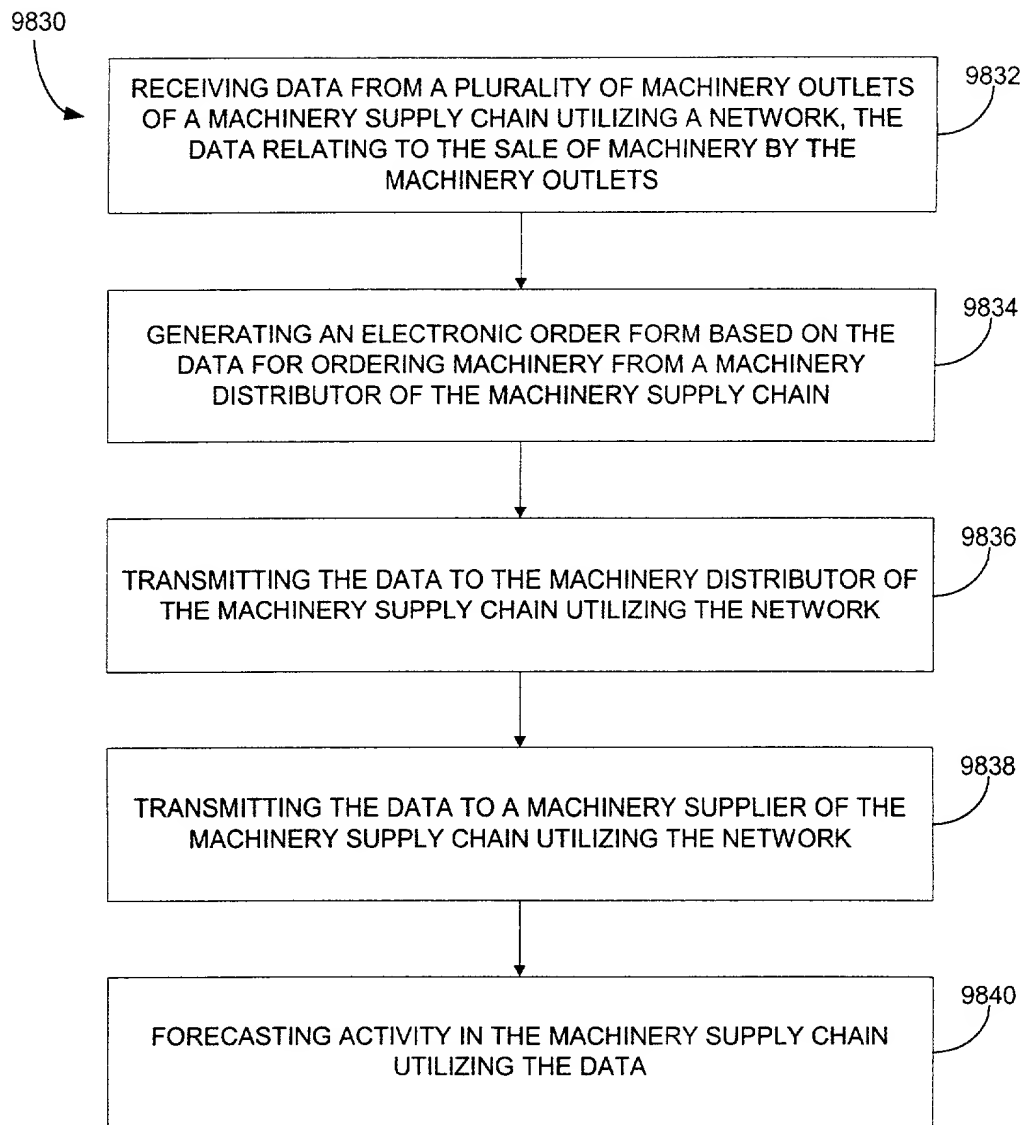 9830
RECEIVING DATA FROM A PLURALITY OF MACHINERY OUTLETS
OF A MACHINERY SUPPLY CHAIN UTILIZING A NETWORK, THE
DATA RELATING TO THE SALE OF MACHINERY BY THE
MACHINERY OUTLETS
9832
GENERATING AN ELECTRONIC ORDER FORM BASED ON THE
DATA FOR ORDERING MACHINERY FROM A MACHINERY
DISTRIBUTOR OF THE MACHINERY SUPPLY CHAIN
9834
TRANSMITTING THE DATA TO THE MACHINERY DISTRIBUTOR OF
THE MACHINERY SUPPLY CHAIN UTILIZING THE NETWORK
9836
TRANSMITTING THE DATA TO A MACHINERY SUPPLIER OF THE
MACHINERY SUPPLY CHAIN UTILIZING THE NETWORK
9838
FORECASTING ACTIVITY IN THE MACHINERY SUPPLY CHAIN
UTILIZING THE DATA
9840